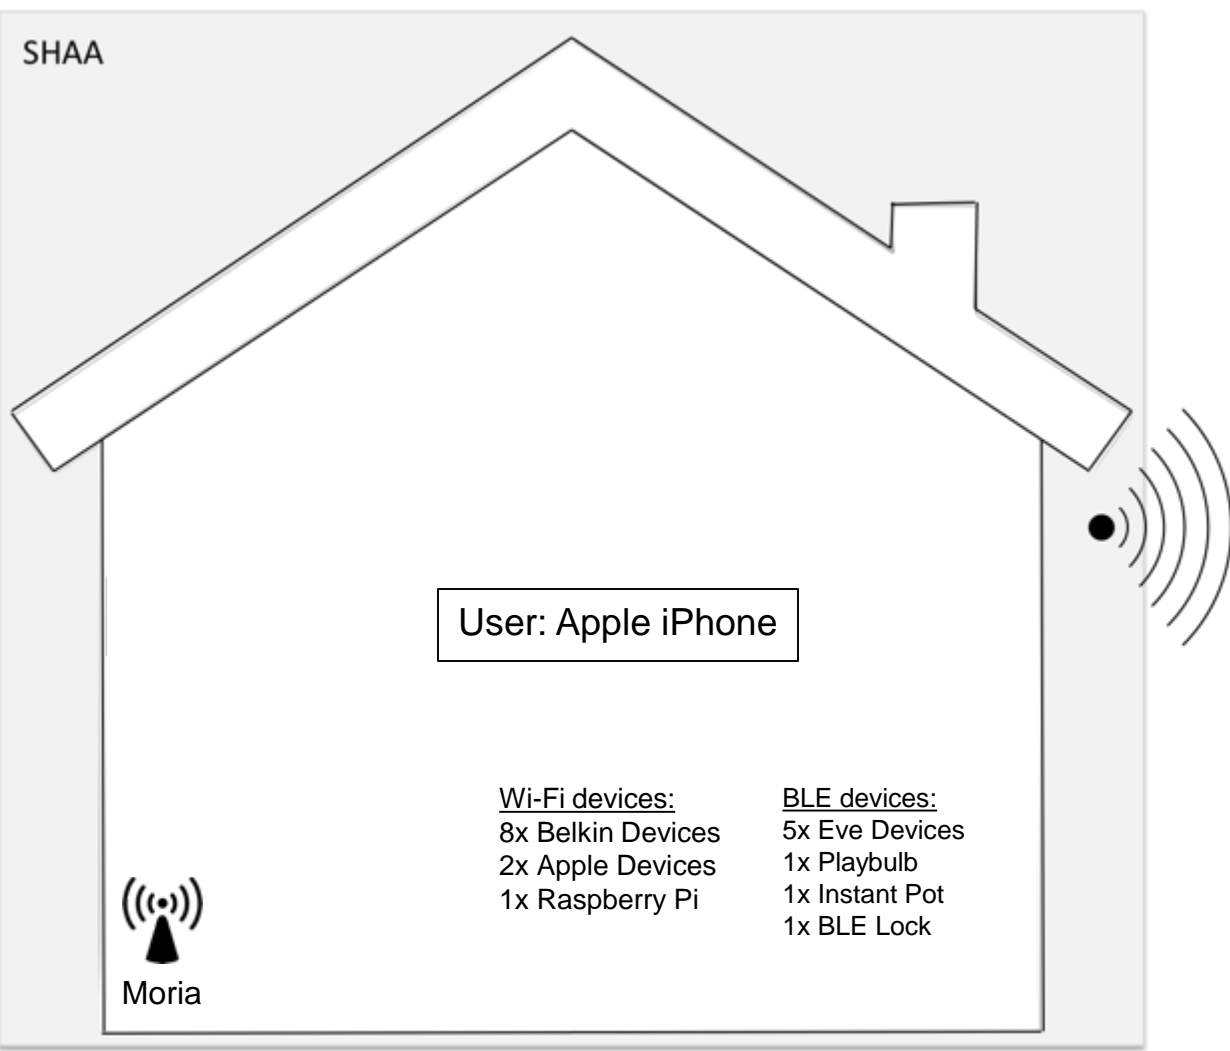 SHAA
User: Apple iPhone
Wi-Fi devices:
8x Belkin Devices
2x Apple Devices
1x Raspberry Pi
BLE devices:
5x Eve Devices
1x Playbulb
1x Instant Pot
1x BLE Lock
Moria